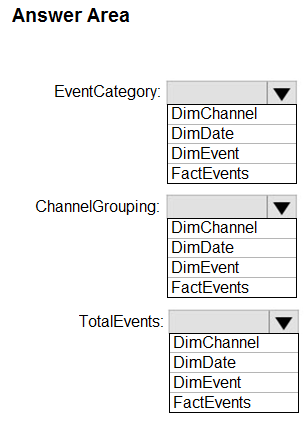 Answer Area
EventCategory:
DimChannel
DimDate
DimEvent
FactEvents
ChannelGrouping:
DimChannel
DimDate
DimEvent
FactEvents
TotalEvents:
DimChannel
DimDate
DimEvent
FactEvents